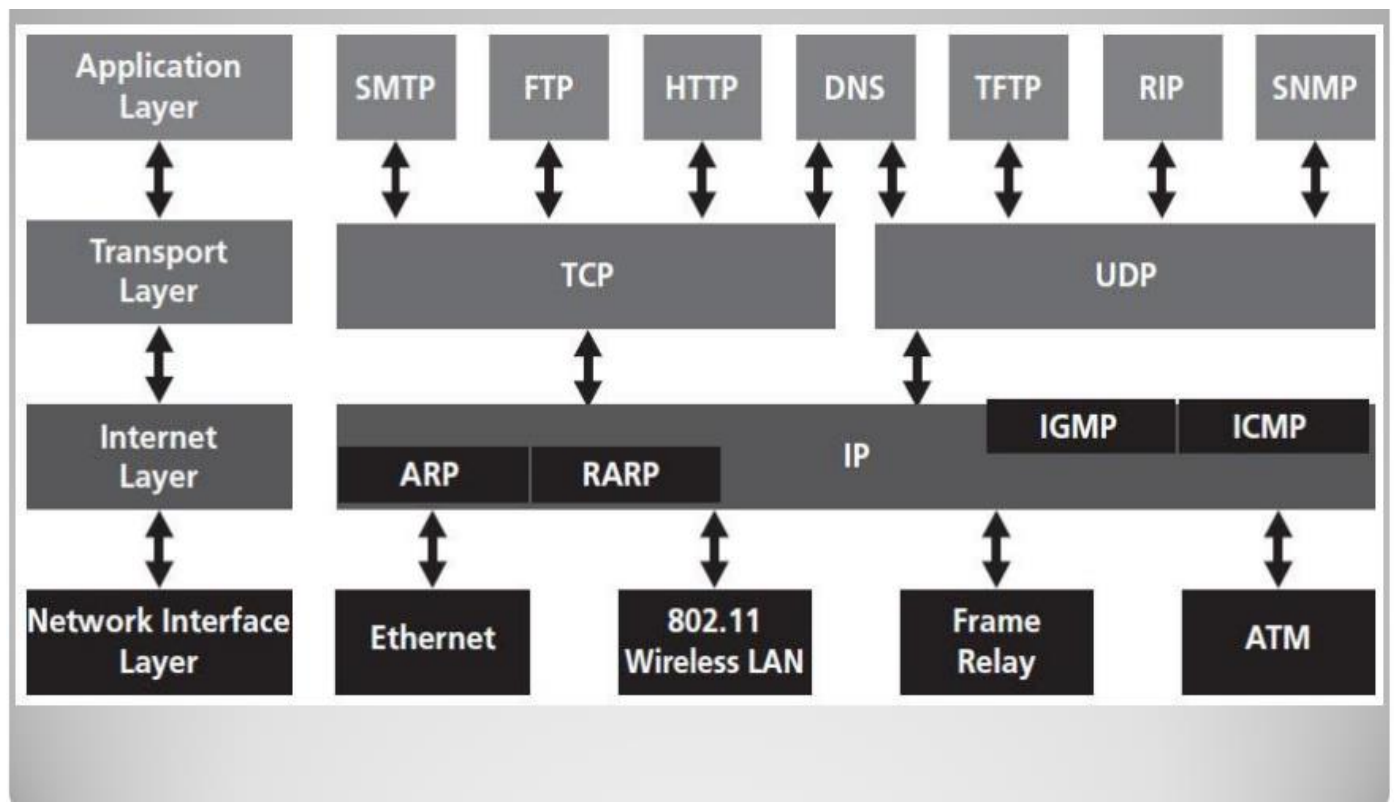 Application
Layer
SMTP
FTP
HTTP
DNS
TFTP
RIP
SNMP
Transport
Layer
TCP
UDP
Internet
Layer
ARP
RARP
IP
IGMP
ICMP
Network Interface
Layer
Ethernet
802.11
Wireless LAN
Frame
Relay
ATM